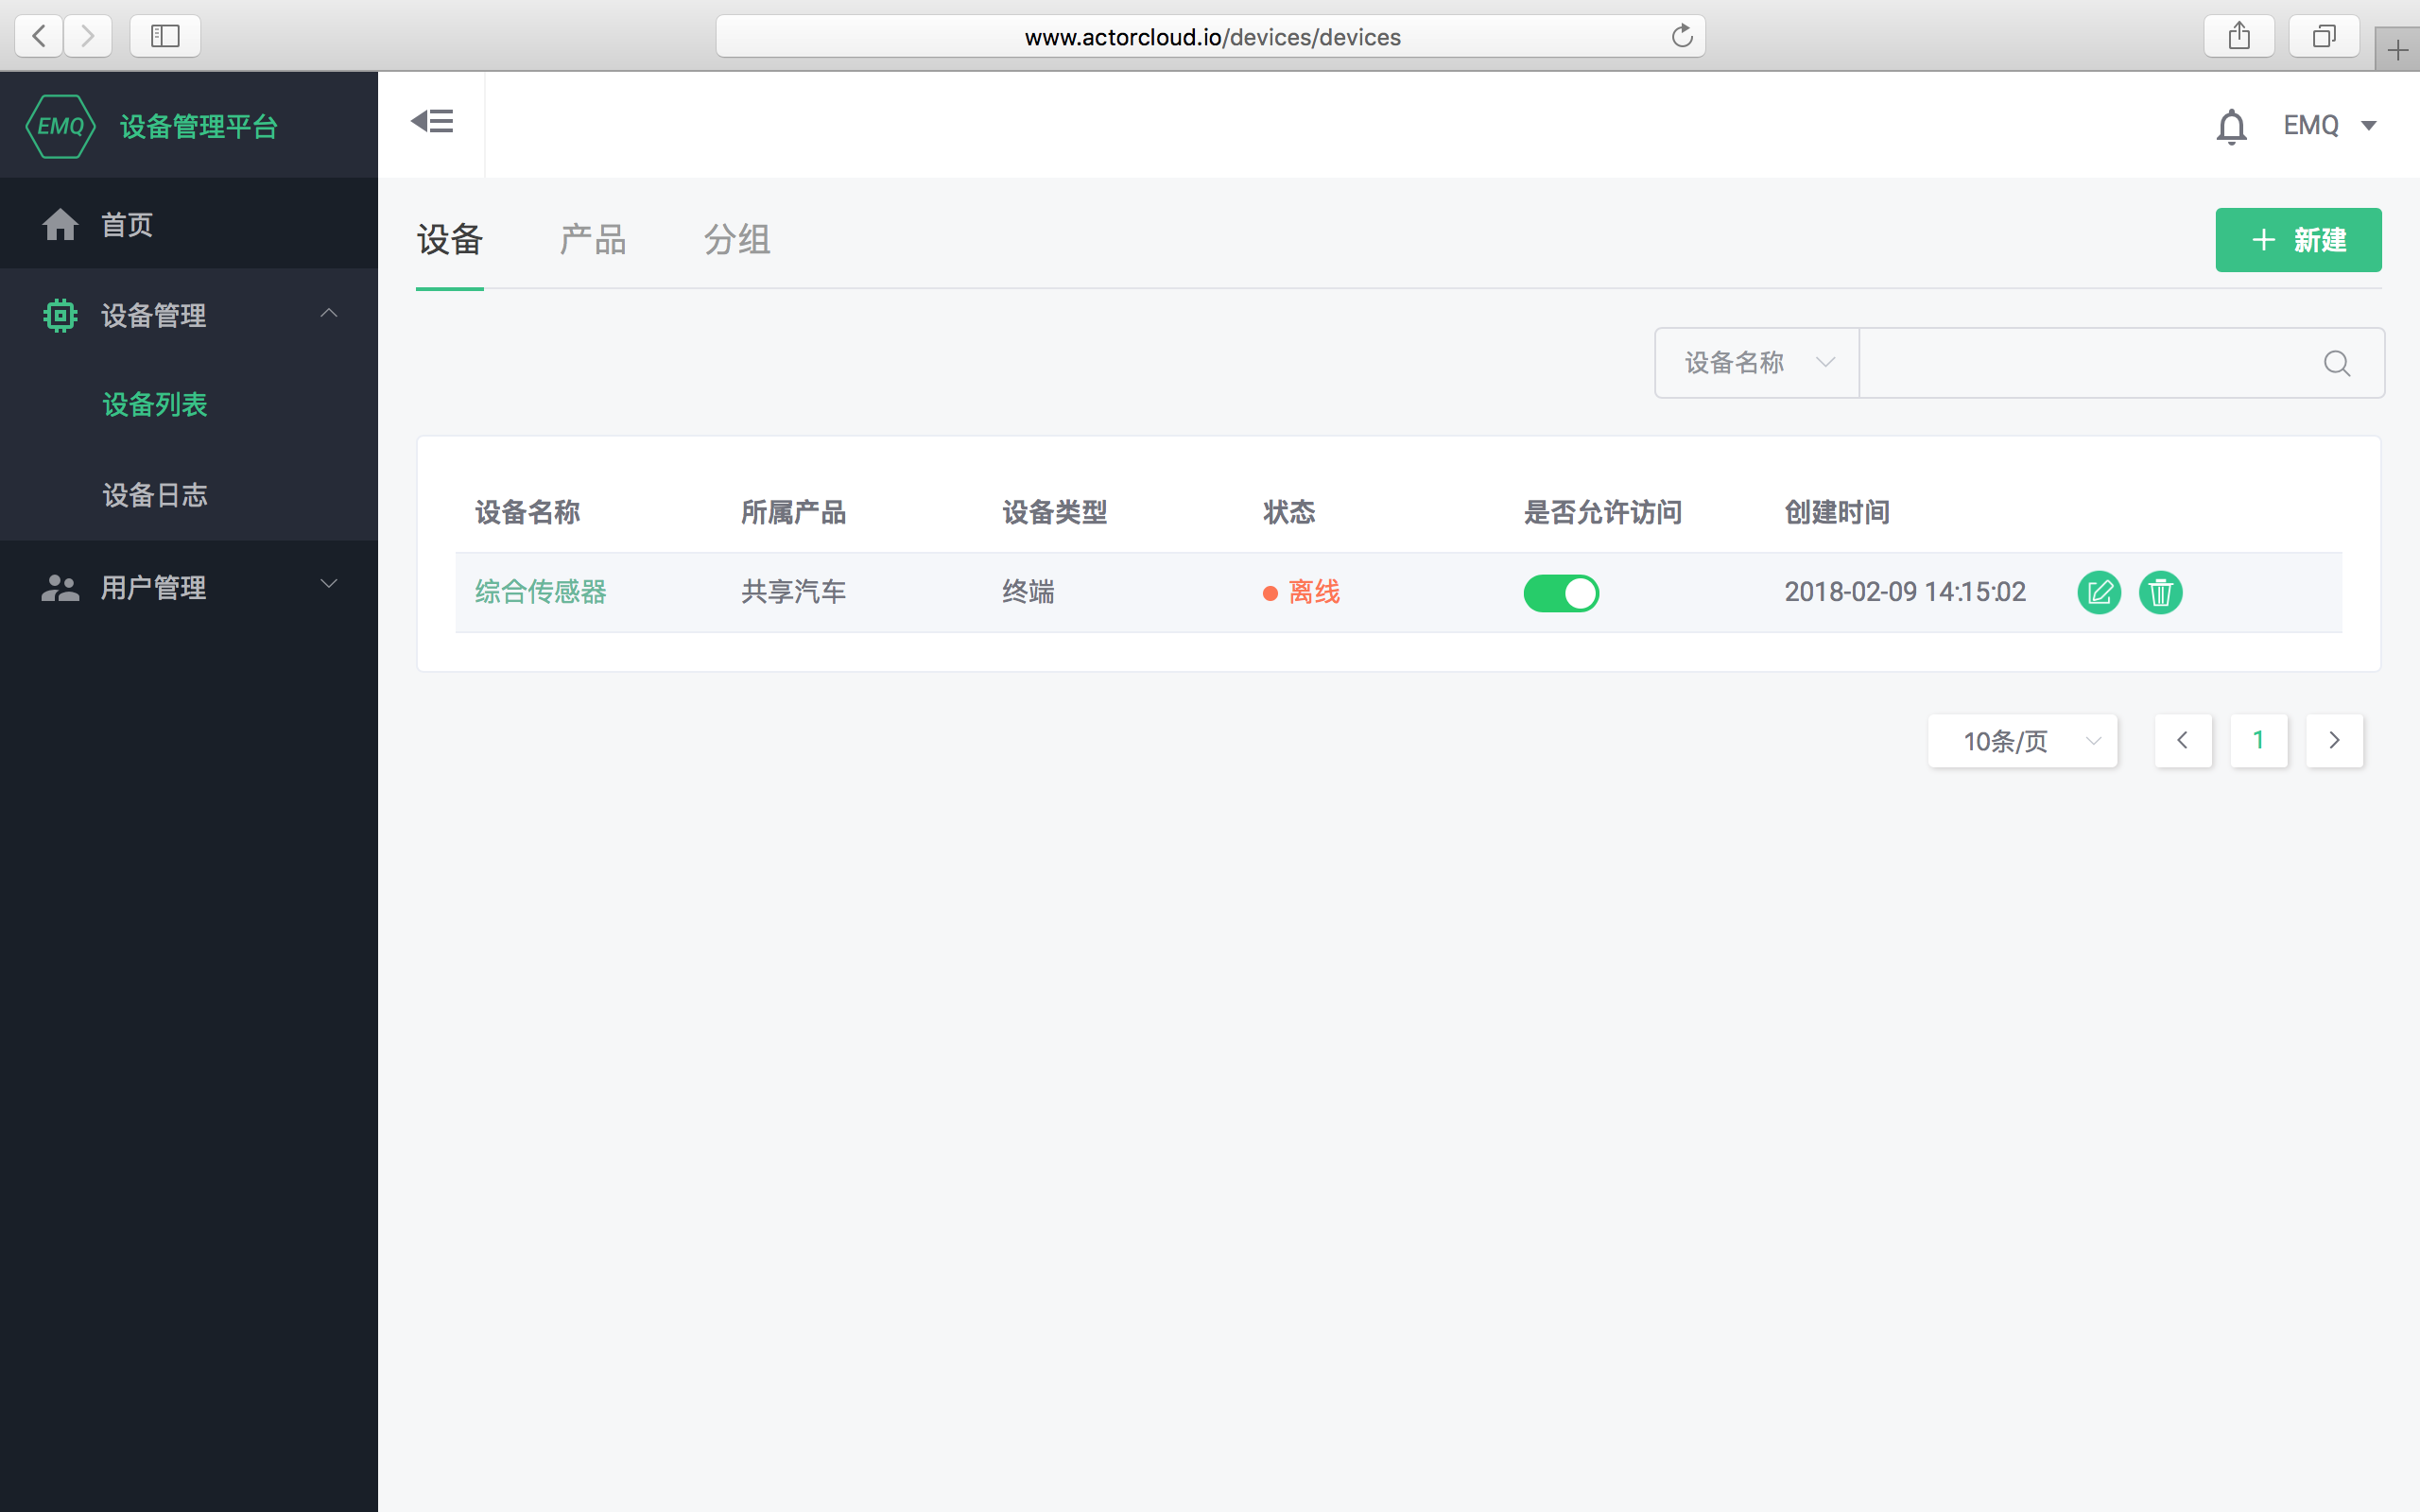 www.actorcloud.io/devices/devices
EMQ 设备管理平台
EMQ
首页
设备 产品 分组
新建
设备管理
设备名称
设备列表
设备日志
设备名称 所属产品 设备类型 状态 是否允许访问 创建时间
用户管理
综合传感器 共享汽车 终端 离线 2018-02-09 14:15:02
10条/页 1